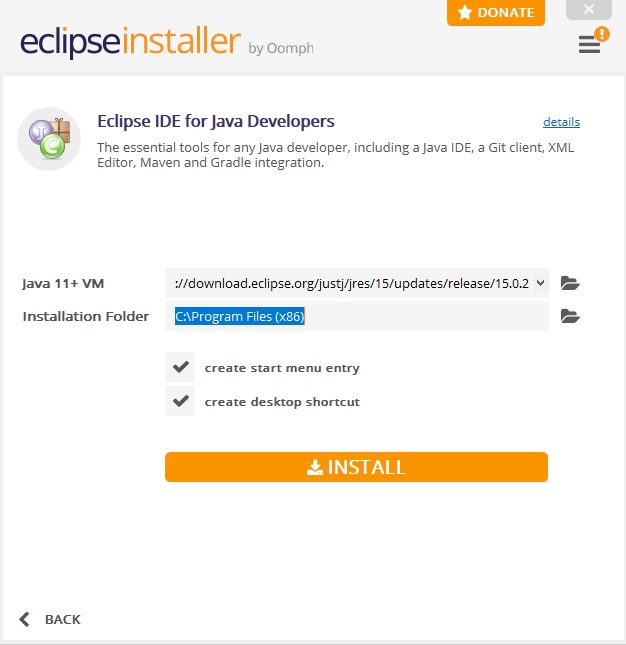 DONATE
eclipseinstaller by Oomph
!
Eclipse IDE for Java Developers
details
The essential tools for any Java developer, including a Java IDE, a Git client, XML
Editor, Maven and Gradle integration.
Java 11+ VM
://download.eclipse.org/justj/jres/15/updates/release/15.0.2
Installation Folder
C:\Program Files (x86)
create start menu entry
create desktop shortcut
INSTALL
BACK